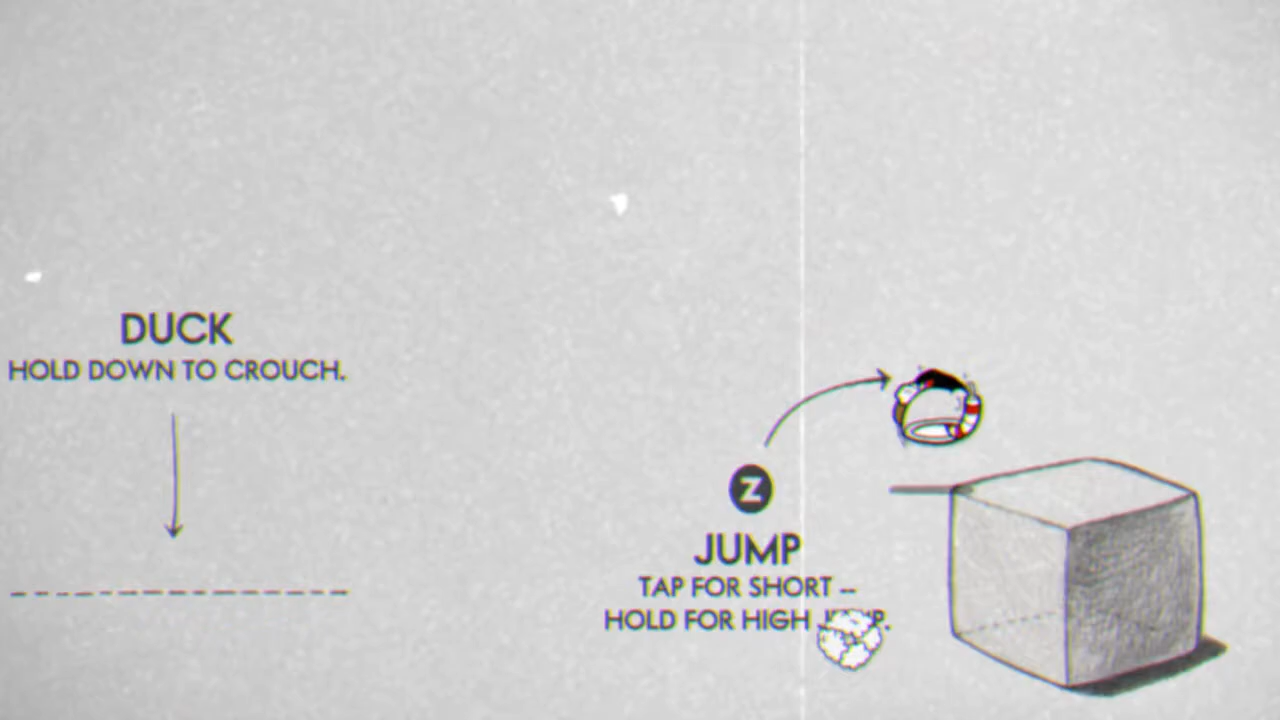 DUCK
HOLD DOWN TO CROUCH.
Z
JUMP
TAP FOR SHORT --
HOLD FOR HIGH